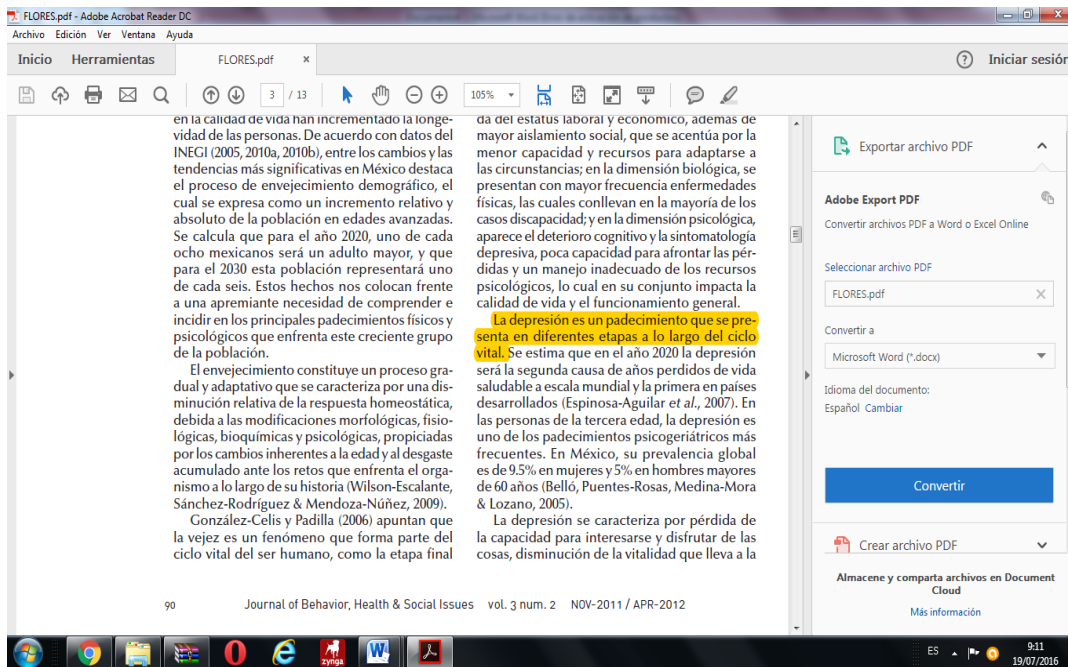 FLORES.pdf - Adobe Acrobat Reader DC
Archivo Edición Ver Ventana Ayuda
Inicio Herramientas FLORES.pdf × ? Iniciar sesión
3 / 13 105%
en la calidad de vida han incrementado la longe-
vidad de las personas. De acuerdo con datos del
INEGI (2005, 2010a, 2010b), entre los cambios y las
tendencias más significativas en México destaca
el proceso de envejecimiento demográfico, el
cual se expresa como un incremento relativo y
absoluto de la población en edades avanzadas.
Se calcula que para el año 2020, uno de cada
ocho mexicanos será un adulto mayor, y que
para el 2030 esta población representará uno
de cada seis. Estos hechos nos colocan frente
a una apremiante necesidad de comprender e
incidir en los principales padecimientos físicos y
psicológicos que enfrenta este creciente grupo
de la población.
El envejecimiento constituye un proceso gra-
dual y adaptativo que se caracteriza por una dis-
minución relativa de la respuesta homeostática,
debida a las modificaciones morfológicas, fisio-
lógicas, bioquímicas y psicológicas, propiciadas
por los cambios inherentes a la edad y al desgaste
acumulado ante los retos que enfrenta el orga-
nismo a lo largo de su historia (Wilson-Escalante,
Sánchez-Rodríguez & Mendoza-Núñez, 2009).
González-Celis y Padilla (2006) apuntan que
la vejez es un fenómeno que forma parte del
ciclo vital del ser humano, como la etapa final
da del estatus laboral y económico, además de
mayor aislamiento social, que se acentúa por la
menor capacidad y recursos para adaptarse a
las circunstancias; en la dimensión biológica, se
presentan con mayor frecuencia enfermedades
físicas, las cuales conllevan en la mayoría de los
casos discapacidad; y en la dimensión psicológica,
aparece el deterioro cognitivo y la sintomatología
depresiva, poca capacidad para afrontar las pér-
didas y un manejo inadecuado de los recursos
psicológicos, lo cual en su conjunto impacta la
calidad de vida y el funcionamiento general.
La depresión es un padecimiento que se pre-
senta en diferentes etapas a lo largo del ciclo
vital. Se estima que en el año 2020 la depresión
será la segunda causa de años perdidos de vida
saludable a escala mundial y la primera en países
desarrollados (Espinosa-Aguilar et al., 2007). En
las personas de la tercera edad, la depresión es
uno de los padecimientos psicogeriátricos más
frecuentes. En México, su prevalencia global
es de 9.5% en mujeres y 5% en hombres mayores
de 60 años (Belló, Puentes-Rosas, Medina-Mora
& Lozano, 2005).
La depresión se caracteriza por pérdida de
la capacidad para interesarse y disfrutar de las
cosas, disminución de la vitalidad que lleva a la
90 Journal of Behavior, Health & Social Issues vol. 3 num. 2 NOV-2011 / APR-2012
Exportar archivo PDF
Adobe Export PDF
Convertir archivos PDF a Word o Excel Online
Seleccionar archivo PDF
FLORES.pdf
Convertir a
Microsoft Word (*.docx)
Idioma del documento:
Español Cambiar
Convertir
Crear archivo PDF
Almacene y comparta archivos en Document
Cloud
Más información
zynga
ES
9:11
19/07/2016